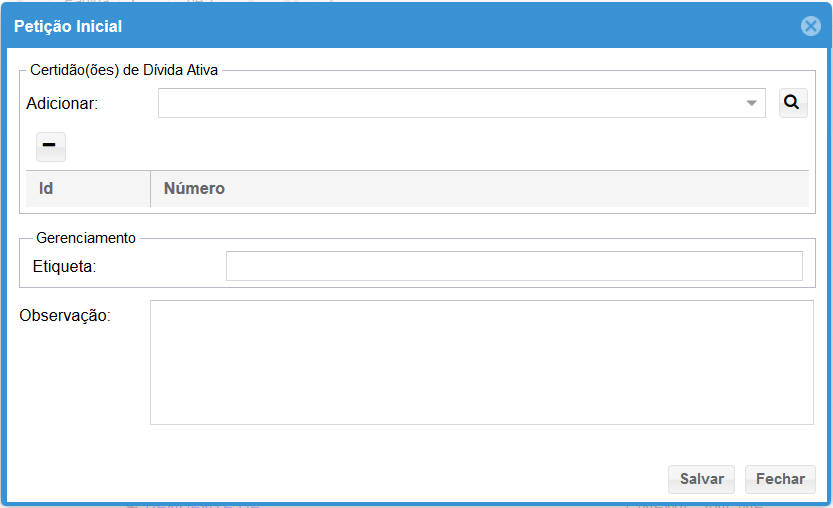 Petição Inicial
Certidão(ões) de Dívida Ativa
Adicionar:
Id Número
Gerenciamento
Etiqueta:
Observação:
Salvar Fechar